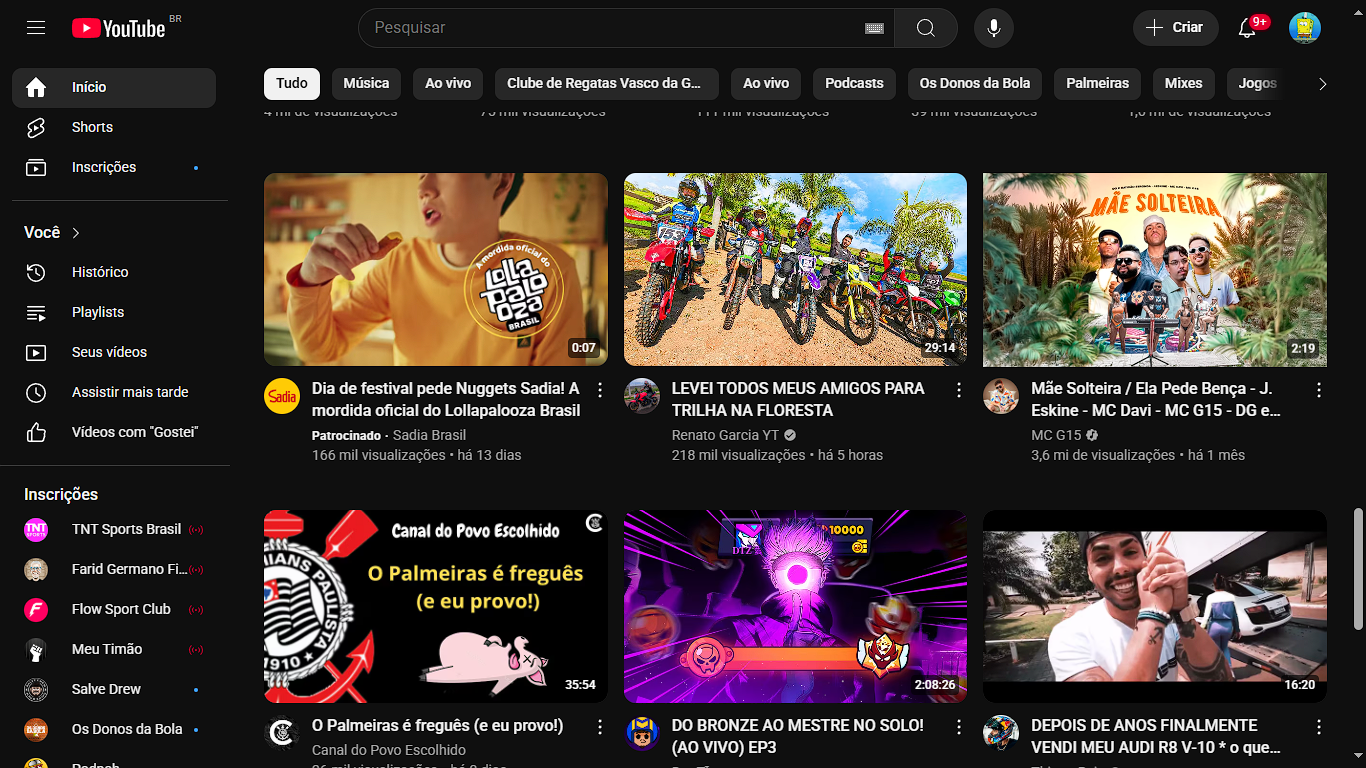 YouTube BR
Pesquisar
Criar
9+
Início
Shorts
Inscrições
Você
Histórico
Playlists
Seus vídeos
Assistir mais tarde
Vídeos com "Gostei"
Inscrições
TNT SPORTS
TNT Sports Brasil
Farid Germano Fi...
Flow Sport Club
Meu Timão
Salve Drew
Os Donos da Bola
Tudo
Música
Ao vivo
Clube de Regatas Vasco da G...
Ao vivo
Podcasts
Os Donos da Bola
Palmeiras
Mixes
Jogos
A mordida oficial do
LOLLAPALOOZA
BRASIL
0:07
Sadia
Dia de festival pede Nuggets Sadia! A
mordida oficial do Lollapalooza Brasil
Patrocinado · Sadia Brasil
166 mil visualizações • há 13 dias
29:14
LEVEI TODOS MEUS AMIGOS PARA
TRILHA NA FLORESTA
Renato Garcia YT
218 mil visualizações • há 5 horas
MÃE SOLTEIRA
2:19
Mãe Solteira / Ela Pede Bença - J.
Eskine - MC Davi - MC G15 - DG e...
MC G15
3,6 mi de visualizações • há 1 mês
Canal do Povo Escolhido
O Palmeiras é freguês
(e eu provo!)
IANS PAULISTA
1910
35:54
O Palmeiras é freguês (e eu provo!)
Canal do Povo Escolhido
DTZ
10000
2:08:26
DO BRONZE AO MESTRE NO SOLO!
(AO VIVO) EP3
16:20
DEPOIS DE ANOS FINALMENTE
VENDI MEU AUDI R8 V-10 * o que...